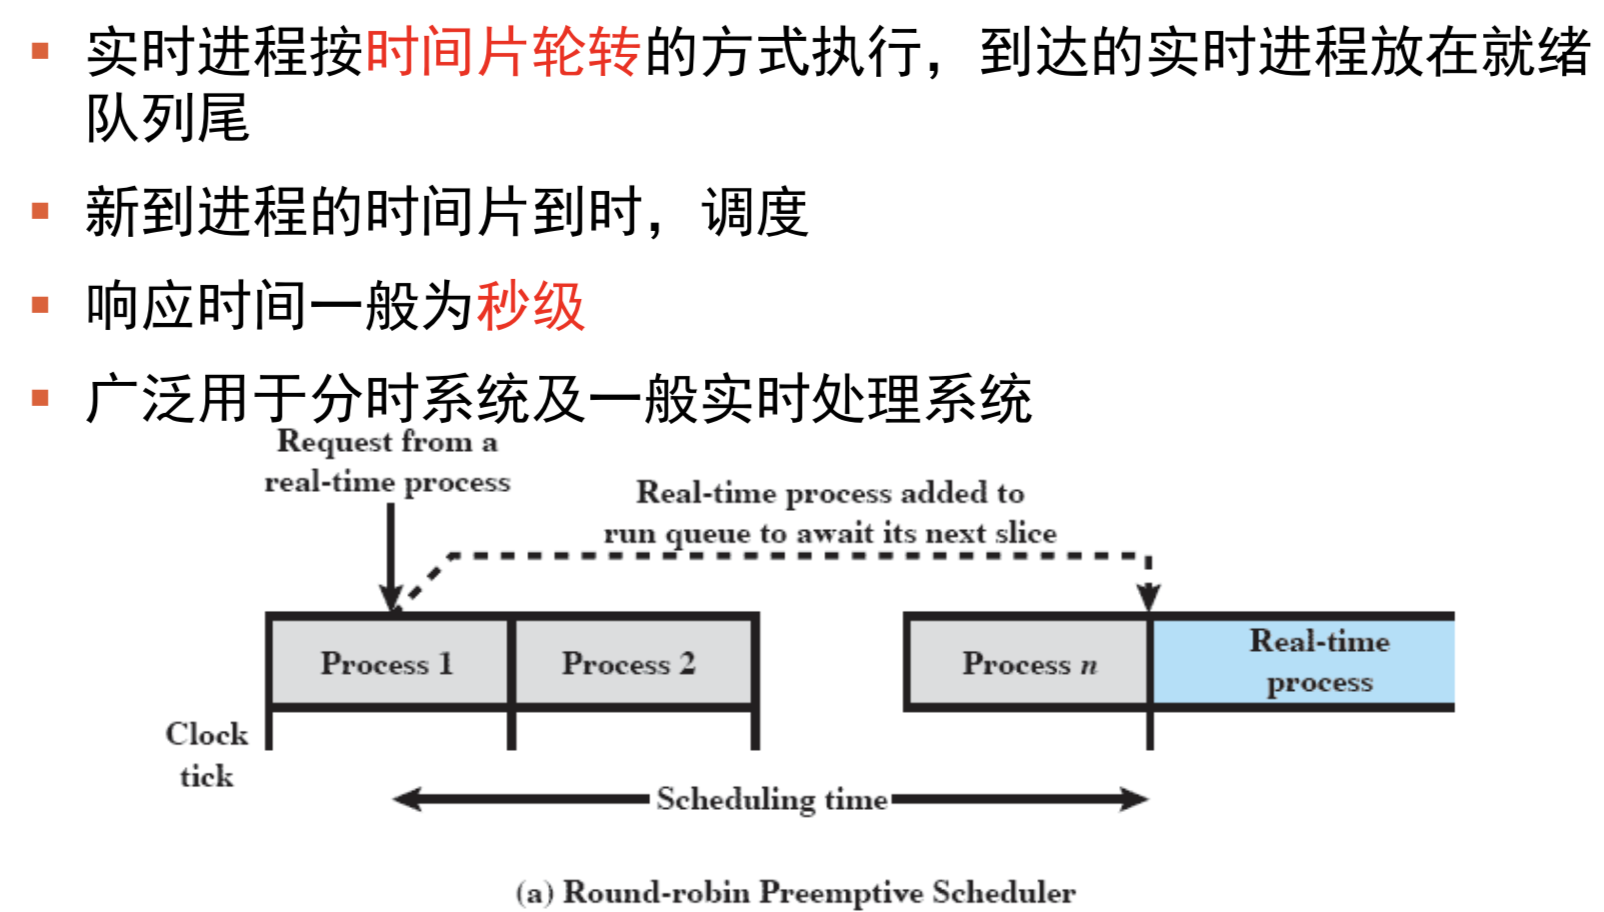 实时进程按时间片轮转的方式执行，到达的实时进程放在就绪
队列尾
新到进程的时间片到时，调度
响应时间一般为秒级
广泛用于分时系统及一般实时处理系统
Request from a
real-time process
Real-time process added to
run queue to await its next slice
Process 1
Process 2
Process n
Real-time
process
Clock
tick
Scheduling time
(a) Round-robin Preemptive Scheduler